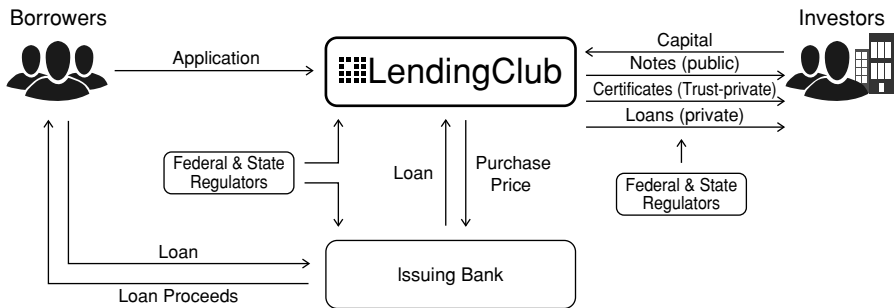 Borrowers
Investors
Application
LendingClub
Capital
Notes (public)
Certificates (Trust-private)
Loans (private)
Federal & State
Regulators
Loan
Purchase
Price
Federal & State
Regulators
Loan
Issuing Bank
Loan Proceeds